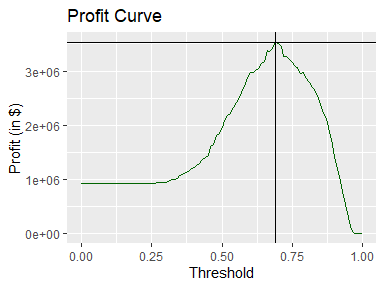 Profit Curve
Profit (in $)
3e+06
2e+06
1e+06
0e+00
0.00 0.25 0.50 0.75 1.00
Threshold